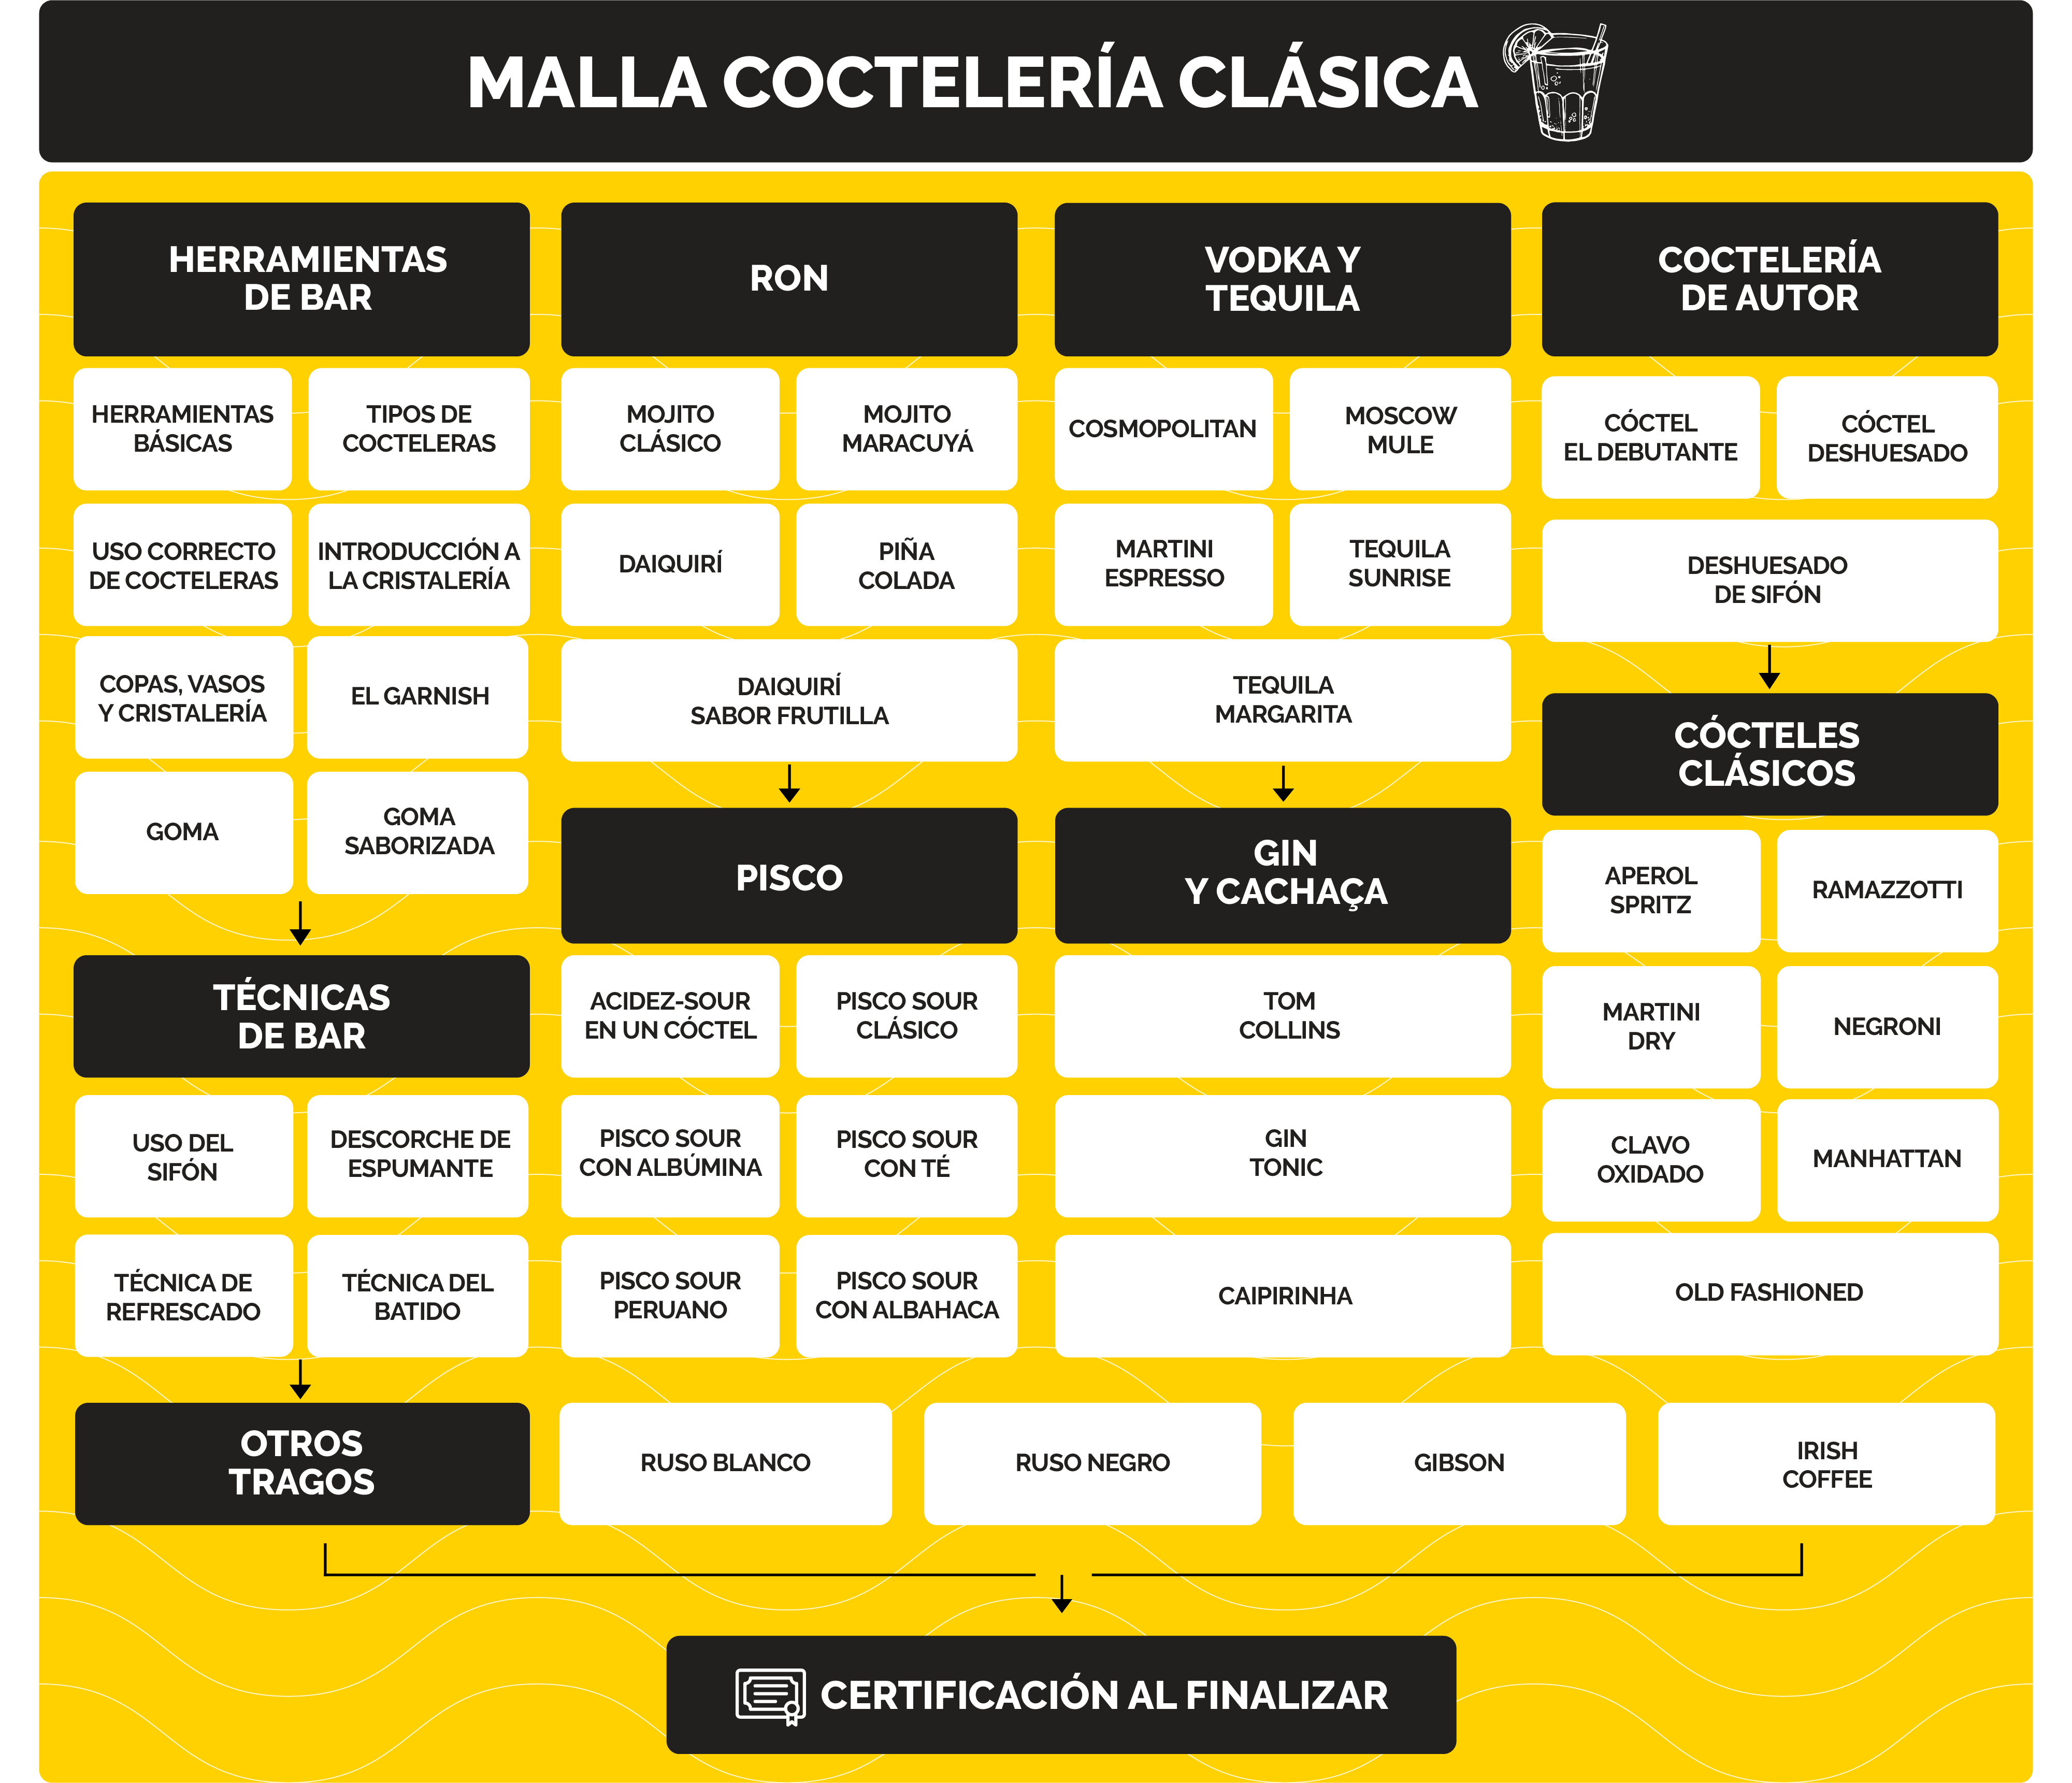 MALLA COCTELERÍA CLÁSICA
HERRAMIENTAS
DE BAR
HERRAMIENTAS
BÁSICAS
TIPOS DE
COCTELERAS
USO CORRECTO
DE COCTELERAS
INTRODUCCIÓN A
LA CRISTALERÍA
COPAS, VASOS
Y CRISTALERÍA
EL GARNISH
GOMA
GOMA
SABORIZADA
TÉCNICAS
DE BAR
USO DEL
SIFÓN
DESCORCHE DE
ESPUMANTE
TÉCNICA DE
REFRESCADO
TÉCNICA DEL
BATIDO
RON
MOJITO
CLÁSICO
MOJITO
MARACUYÁ
DAIQUIRÍ
PIÑA
COLADA
DAIQUIRÍ
SABOR FRUTILLA
PISCO
ACIDEZ-SOUR
EN UN CÓCTEL
PISCO SOUR
CLÁSICO
PISCO SOUR
CON ALBÚMINA
PISCO SOUR
CON TÉ
PISCO SOUR
PERUANO
PISCO SOUR
CON ALBAHACA
VODKA Y
TEQUILA
COSMOPOLITAN
MOSCOW
MULE
MARTINI
ESPRESSO
TEQUILA
SUNRISE
TEQUILA
MARGARITA
GIN
Y CACHAÇA
TOM
COLLINS
GIN
TONIC
CAIPIRINHA
COCTELERÍA
DE AUTOR
CÓCTEL
EL DEBUTANTE
CÓCTEL
DESHUESADO
DESHUESADO
DE SIFÓN
CÓCTELES
CLÁSICOS
APEROL
SPRITZ
RAMAZZOTTI
MARTINI
DRY
NEGRONI
CLAVO
OXIDADO
MANHATTAN
OLD FASHIONED
OTROS
TRAGOS
RUSO BLANCO
RUSO NEGRO
GIBSON
IRISH
COFFEE
CERTIFICACIÓN AL FINALIZAR